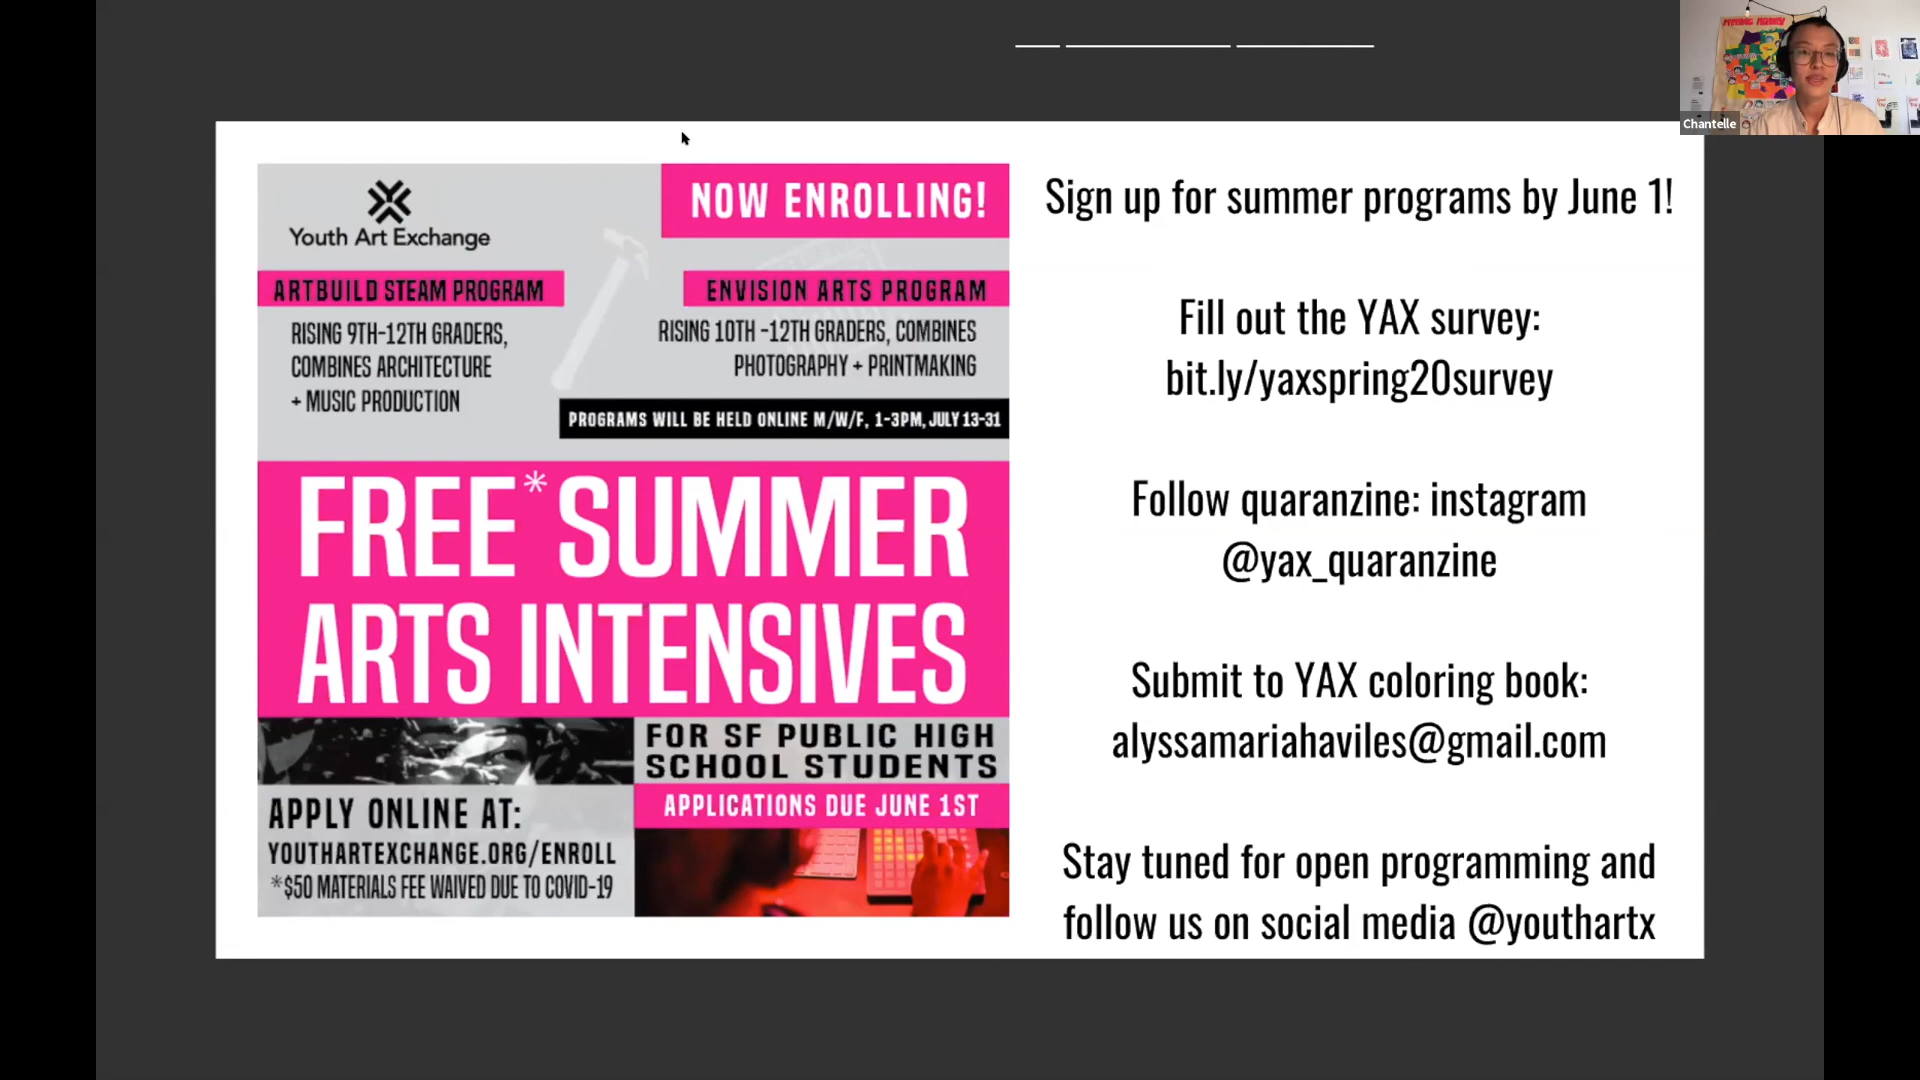 Youth Art Exchange
NOW ENROLLING!
ARTBUILD STEAM PROGRAM
RISING 9TH-12TH GRADERS,
COMBINES ARCHITECTURE
+ MUSIC PRODUCTION
ENVISION ARTS PROGRAM
RISING 10TH -12TH GRADERS, COMBINES
PHOTOGRAPHY + PRINTMAKING
PROGRAMS WILL BE HELD ONLINE M/W/F, 1-3PM, JULY 13-31
FREE* SUMMER
ARTS INTENSIVES
FOR SF PUBLIC HIGH
SCHOOL STUDENTS
APPLICATIONS DUE JUNE 1ST
APPLY ONLINE AT:
YOUTHARTEXCHANGE.ORG/ENROLL
*$50 MATERIALS FEE WAIVED DUE TO COVID-19
Sign up for summer programs by June 1!
Fill out the YAX survey:
bit.ly/yaxspring20survey
Follow quaranzine: instagram
@yax_quaranzine
Submit to YAX coloring book:
alyssamariahaviles@gmail.com
Stay tuned for open programming and
follow us on social media @youthartx
Chantelle